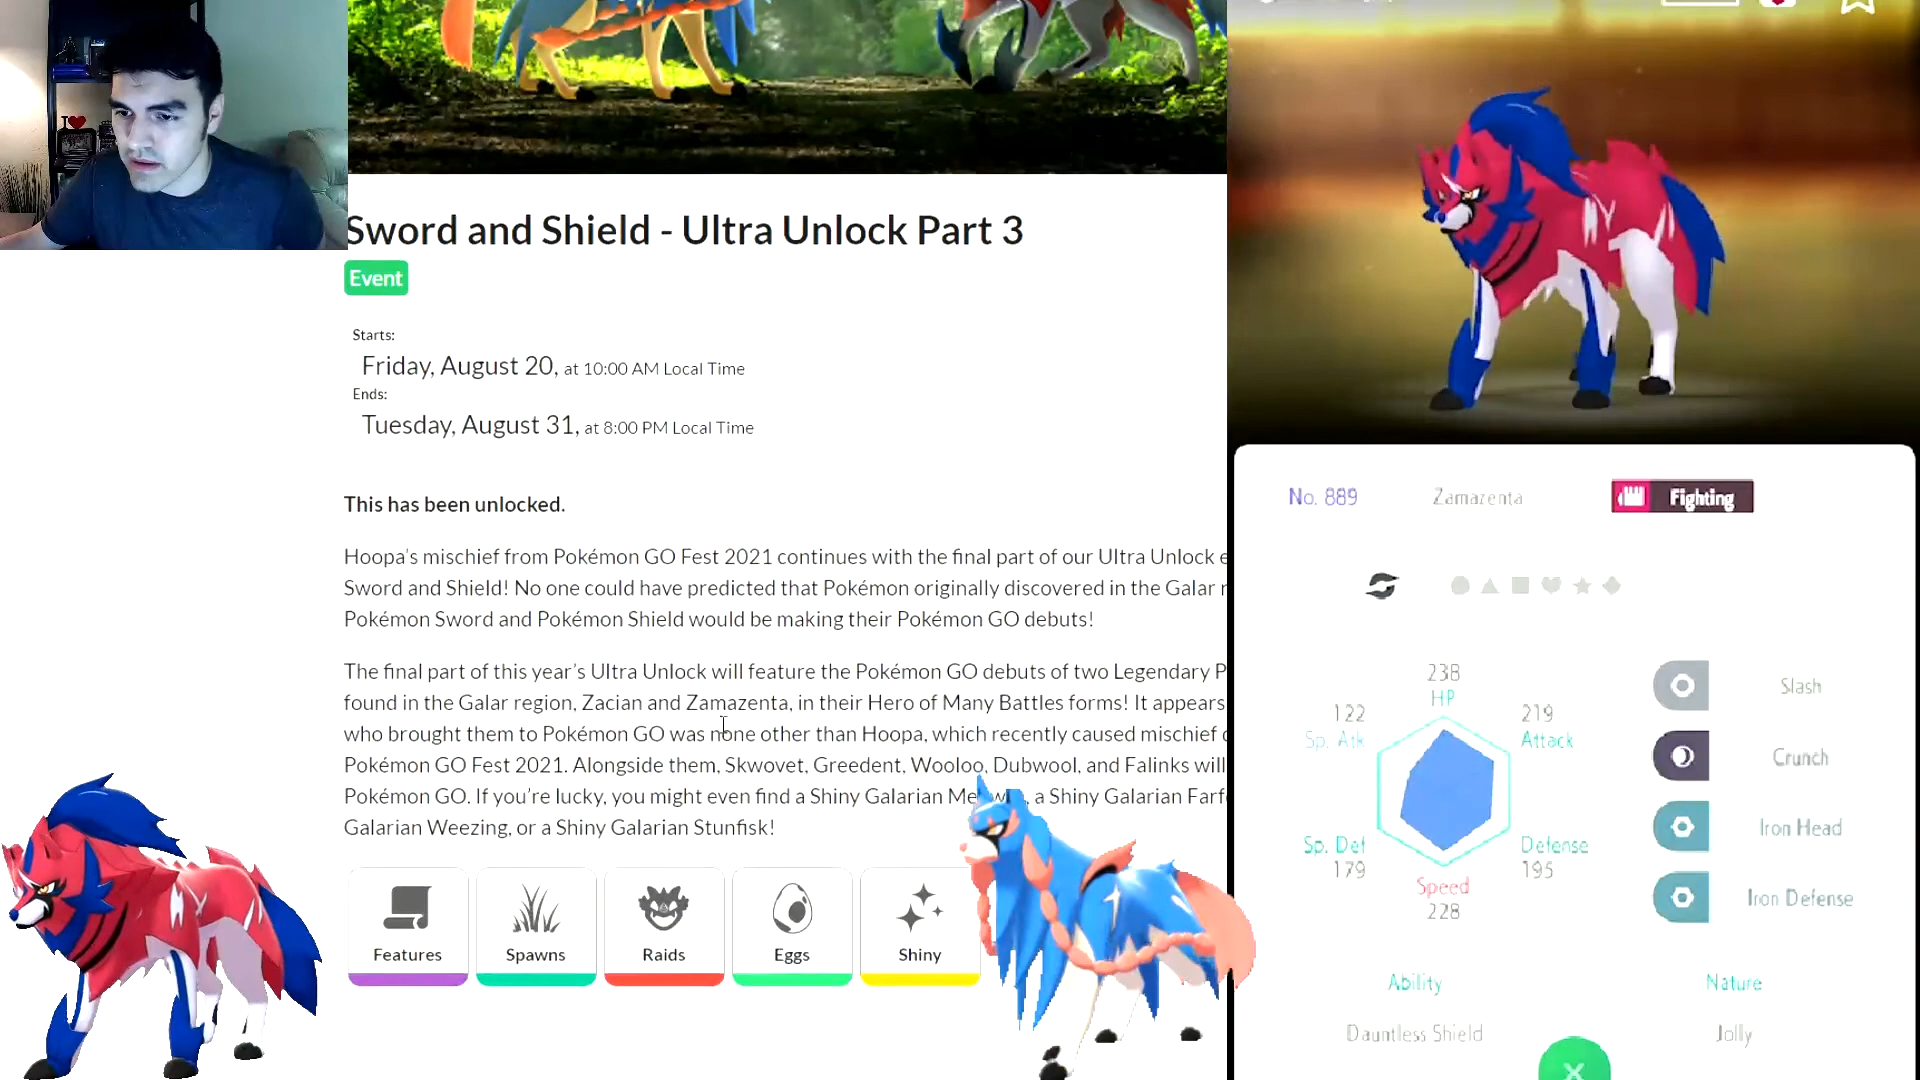 I
Sword and Shield - Ultra Unlock Part 3
Event
Starts:
Friday, August 20, at 10:00 AM Local Time
Ends:
Tuesday, August 31, at 8:00 PM Local Time
This has been unlocked.
Hoopa's mischief from Pokémon GO Fest 2021 continues with the final part of our Ultra Unlock
Sword and Shield! No one could have predicted that Pokémon originally discovered in the Galar
Pokémon Sword and Pokémon Shield would be making their Pokémon GO debuts!
The final part of this year's Ultra Unlock will feature the Pokémon GO debuts of two Legendary
found in the Galar region, Zacian and Zamazenta, in their Hero of Many Battles forms! It appears
who brought them to Pokémon GO was none other than Hoopa, which recently caused mischief
Pokémon GO Fest 2021. Alongside them, Skwovet, Greedent, Wooloo, Dubwool, and Falinks will
Pokémon GO. If you're lucky, you might even find a Shiny Galarian a Shiny Galarian
Galarian Weezing, or a Shiny Galarian Stunfisk!
Features
Spawns
Raids
Eggs
Shiny
No. 889 Zamazenta Fighting
238
HP
122
Sp. Atk
219
Attack
Sp. Def
179
Defense
195
Speed
228
Slash
Crunch
Iron Head
Iron Defense
Ability
Nature
Dauntless Shield
Jolly